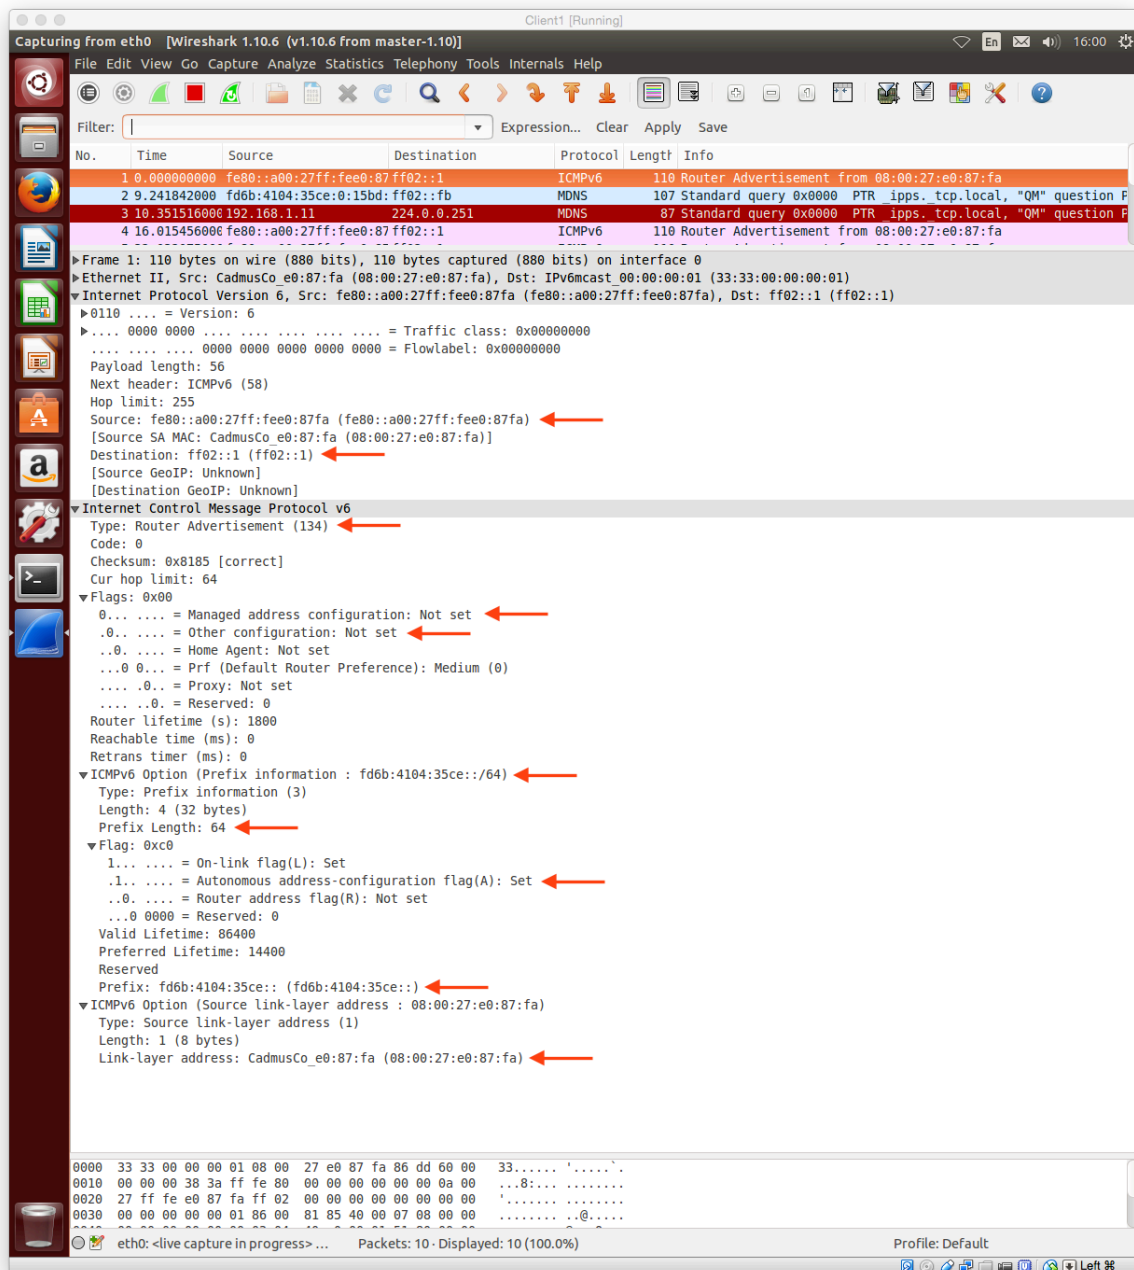 Client1 [Running]
Capturing from eth0 [Wireshark 1.10.6 (v1.10.6 from master-1.10)]
En
16:00
File Edit View Go Capture Analyze Statistics Telephony Tools Internals Help
Filter:
Expression... Clear Apply Save
No. Time Source Destination Protocol Length Info
1 0.000000000 fe80::a00:27ff:fee0:87 ff02::1 ICMPv6 110 Router Advertisement from 08:00:27:e0:87:fa
2 9.241842000 fd6b:4104:35ce:0:15bd: ff02::fb MDNS 107 Standard query 0x0000 PTR _ipps._tcp.local, "QM" question P
3 10.351516000 192.168.1.11 224.0.0.251 MDNS 87 Standard query 0x0000 PTR _ipps._tcp.local, "QM" question P
4 16.015456000 fe80::a00:27ff:fee0:87 ff02::1 ICMPv6 110 Router Advertisement from 08:00:27:e0:87:fa
Frame 1: 110 bytes on wire (880 bits), 110 bytes captured (880 bits) on interface 0
Ethernet II, Src: CadmusCo_e0:87:fa (08:00:27:e0:87:fa), Dst: IPv6mcast_00:00:00:01 (33:33:00:00:00:01)
Internet Protocol Version 6, Src: fe80::a00:27ff:fee0:87fa (fe80::a00:27ff:fee0:87fa), Dst: ff02::1 (ff02::1)
0110 .... = Version: 6
.... 0000 0000 .... .... .... .... .... = Traffic class: 0x00000000
.... .... .... 0000 0000 0000 0000 0000 = Flowlabel: 0x00000000
Payload length: 56
Next header: ICMPv6 (58)
Hop limit: 255
Source: fe80::a00:27ff:fee0:87fa (fe80::a00:27ff:fee0:87fa)
[Source SA MAC: CadmusCo_e0:87:fa (08:00:27:e0:87:fa)]
Destination: ff02::1 (ff02::1)
[Source GeoIP: Unknown]
[Destination GeoIP: Unknown]
Internet Control Message Protocol v6
Type: Router Advertisement (134)
Code: 0
Checksum: 0x8185 [correct]
Cur hop limit: 64
Flags: 0x00
0... .... = Managed address configuration: Not set
.0.. .... = Other configuration: Not set
..0. .... = Home Agent: Not set
...0 0... = Prf (Default Router Preference): Medium (0)
.... .0.. = Proxy: Not set
.... ..0. = Reserved: 0
Router lifetime (s): 1800
Reachable time (ms): 0
Retrans timer (ms): 0
ICMPv6 Option (Prefix information : fd6b:4104:35ce::/64)
Type: Prefix information (3)
Length: 4 (32 bytes)
Prefix Length: 64
Flag: 0xc0
1... .... = On-link flag(L): Set
.1.. .... = Autonomous address-configuration flag(A): Set
..0. .... = Router address flag(R): Not set
...0 0000 = Reserved: 0
Valid Lifetime: 86400
Preferred Lifetime: 14400
Reserved
Prefix: fd6b:4104:35ce:: (fd6b:4104:35ce::)
ICMPv6 Option (Source link-layer address : 08:00:27:e0:87:fa)
Type: Source link-layer address (1)
Length: 1 (8 bytes)
Link-layer address: CadmusCo_e0:87:fa (08:00:27:e0:87:fa)
0000 33 33 00 00 00 01 08 00 27 e0 87 fa 86 dd 60 00 33...... '.....`.
0010 00 00 00 38 3a ff fe 80 00 00 00 00 00 00 0a 00 ...8:... ........
0020 27 ff fe e0 87 fa ff 02 00 00 00 00 00 00 00 00 '....... ........
0030 00 00 00 00 00 01 86 00 81 85 40 00 07 08 00 00 ........ ..@.....
eth0: <live capture in progress> ... Packets: 10 · Displayed: 10 (100.0%) Profile: Default
Left ⌘